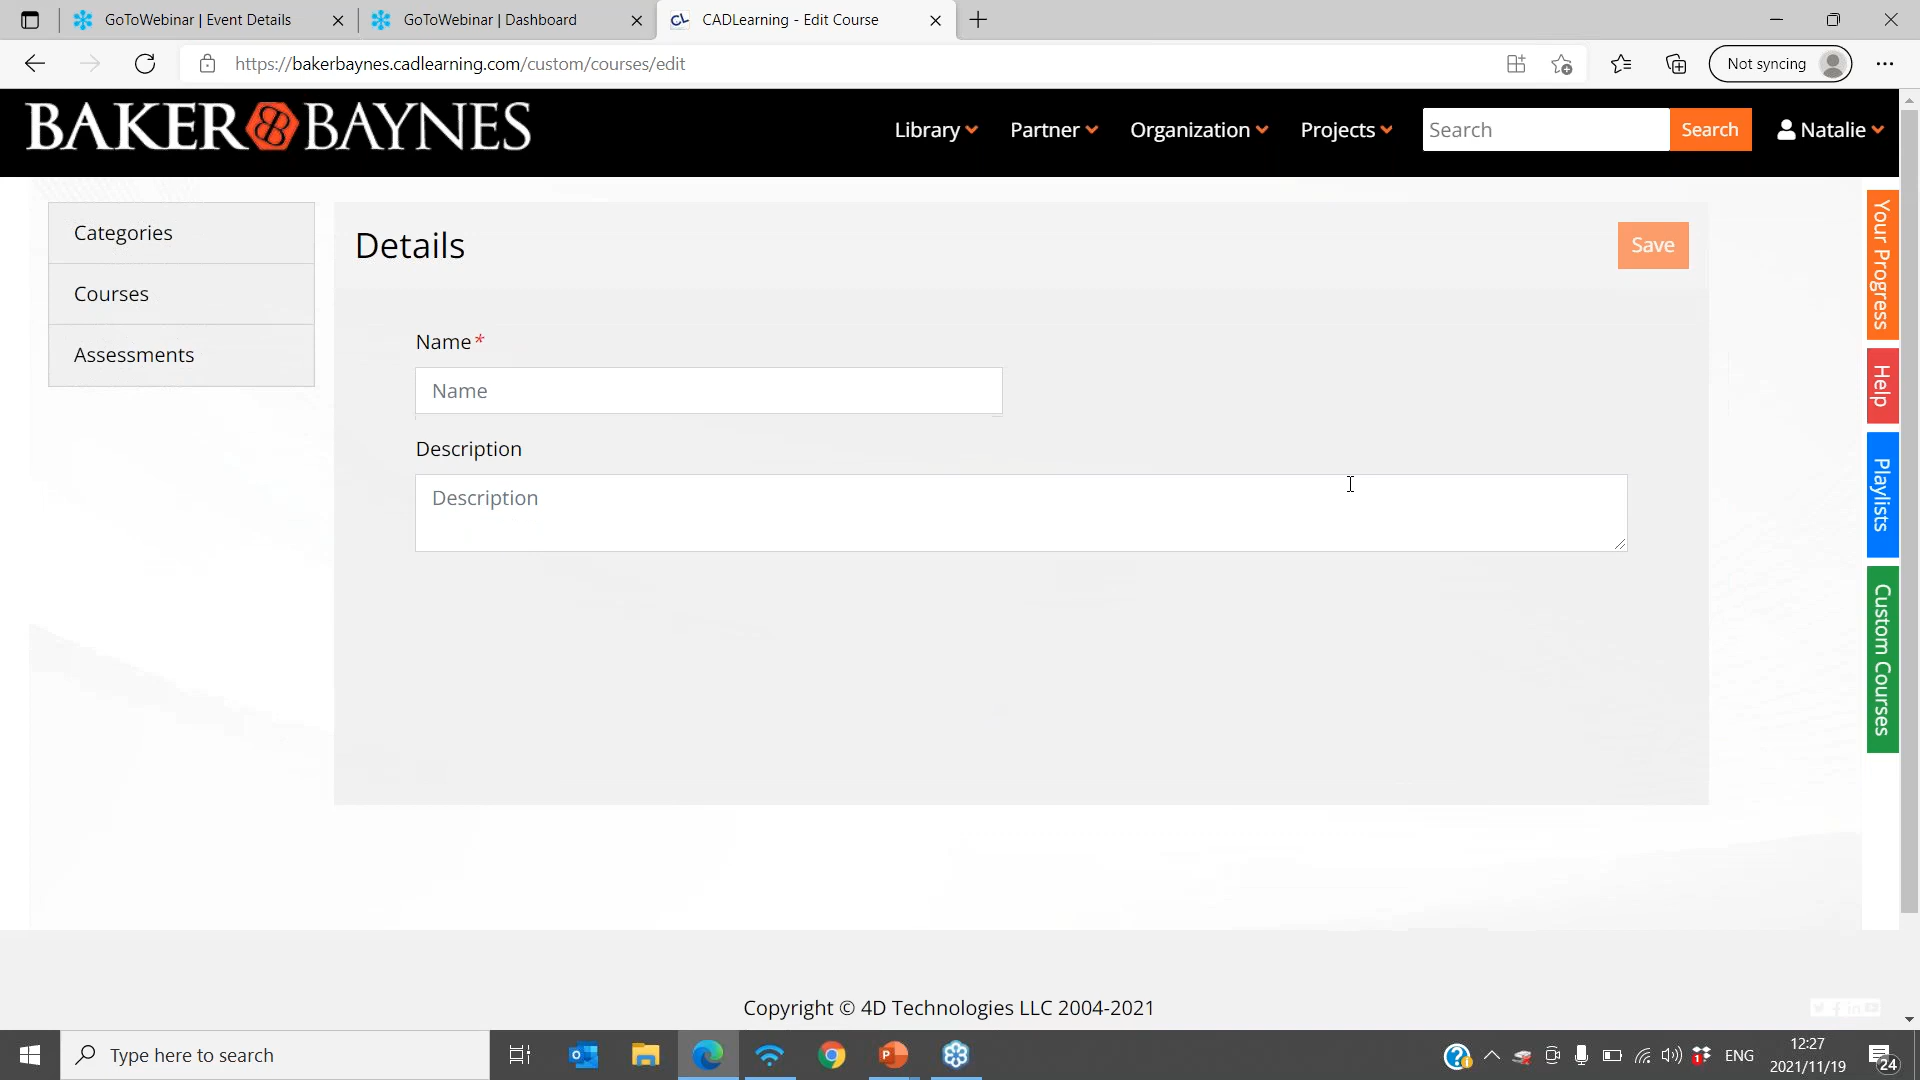 GoToWebinar | Event Details
GoToWebinar | Dashboard
CADLearning - Edit Course
https://bakerbaynes.cadlearning.com/custom/courses/edit
Not syncing
BAKER BAYNES
Library
Partner
Organization
Projects
Search
Search
Natalie
Categories
Courses
Assessments
Details
Save
Name*
Name
Description
Description
Your Progress
Help
Playlists
Custom Courses
Copyright © 4D Technologies LLC 2004-2021
Type here to search
ENG
12:27
2021/11/19
24